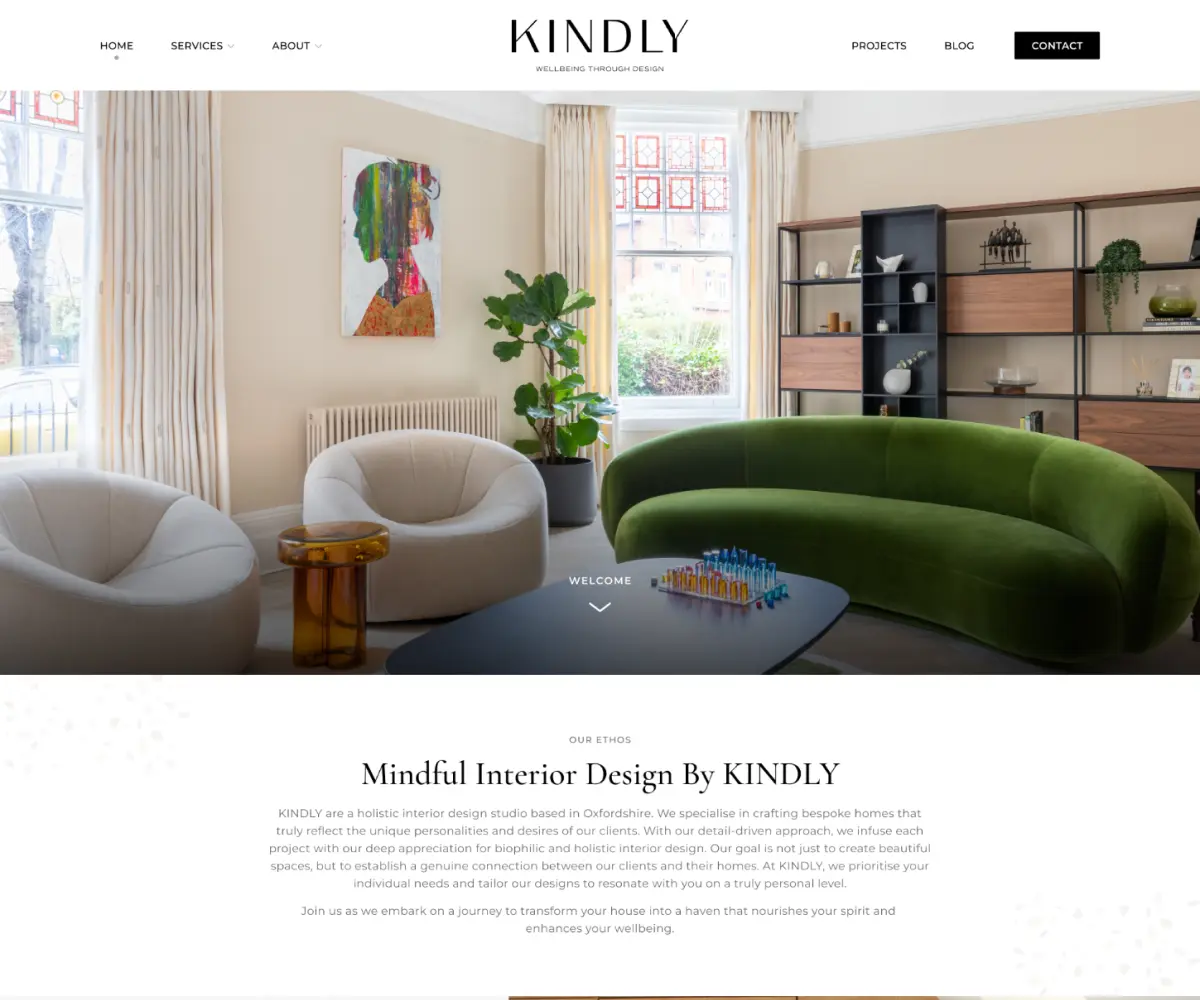 HOME
SERVICES
ABOUT
KINDLY
WELLBEING THROUGH DESIGN
PROJECTS
BLOG
CONTACT
WELCOME
OUR ETHOS
Mindful Interior Design By KINDLY
KINDLY are a holistic interior design studio based in Oxfordshire. We specialise in crafting bespoke homes that
truly reflect the unique personalities and desires of our clients. With our detail-driven approach, we infuse each
project with our deep appreciation for biophilic and holistic interior design. Our goal is not just to create beautiful
spaces, but to establish a genuine connection between our clients and their homes. At KINDLY, we prioritise your
individual needs and tailor our designs to resonate with you on a truly personal level.
Join us as we embark on a journey to transform your house into a haven that nourishes your spirit and
enhances your wellbeing.